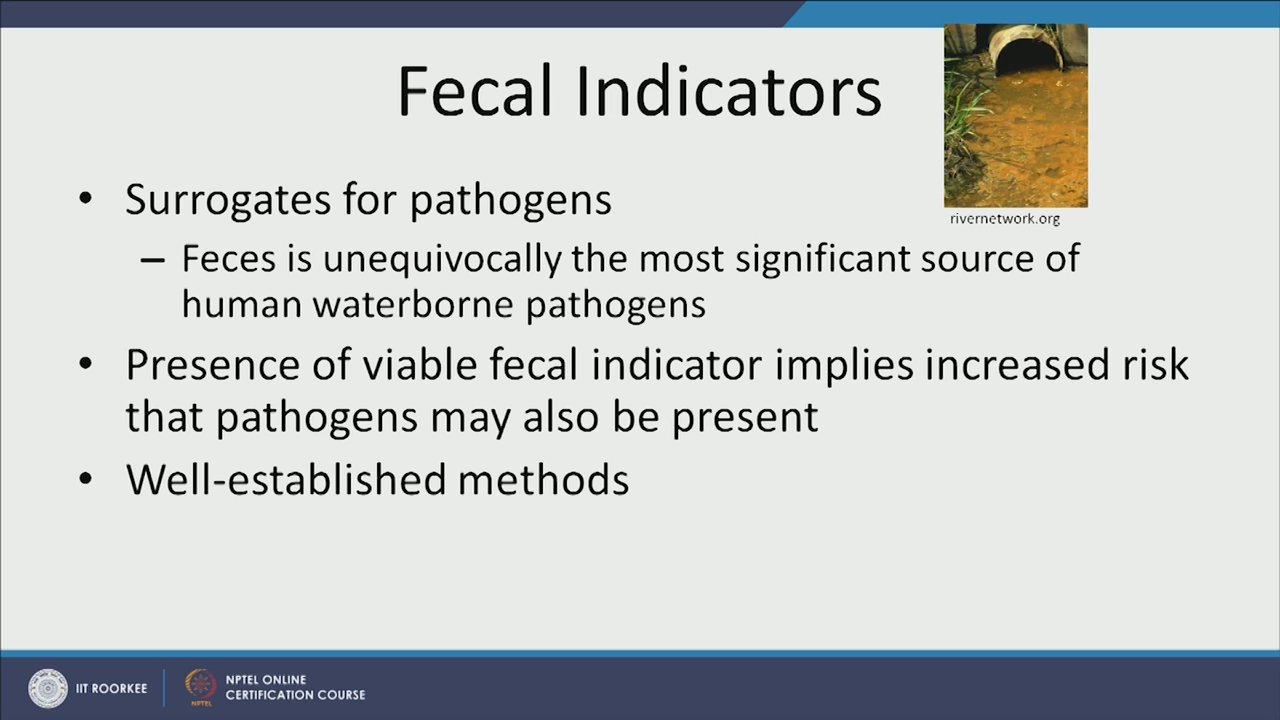 Fecal Indicators
rivernetwork.org
• Surrogates for pathogens
– Feces is unequivocally the most significant source of
human waterborne pathogens
• Presence of viable fecal indicator implies increased risk
that pathogens may also be present
• Well-established methods
IIT ROORKEE
NPTEL
NPTEL ONLINE
CERTIFICATION COURSE